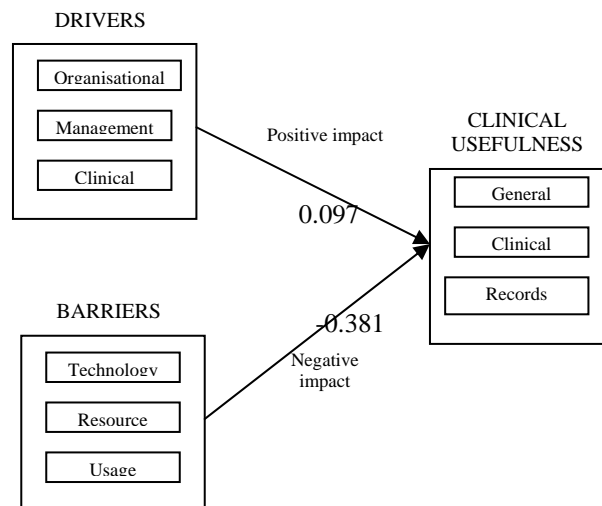 DRIVERS
Organisational
Management
Clinical
Positive impact
0.097
CLINICAL
USEFULNESS
General
Clinical
Records
BARRIERS
Technology
Resource
Usage
-0.381
Negative
impact